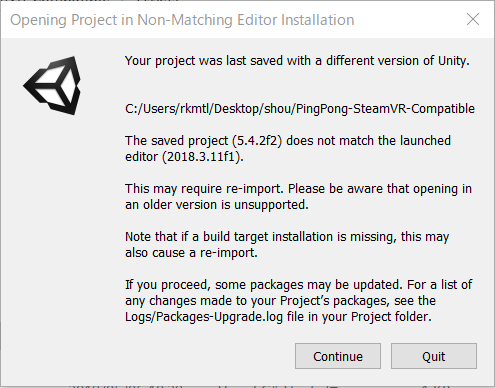 Opening Project in Non-Matching Editor Installation
Your project was last saved with a different version of Unity.
C:/Users/rkmtl/Desktop/shou/PingPong-SteamVR-Compatible
The saved project (5.4.2f2) does not match the launched
editor (2018.3.11f1).
This may require re-import. Please be aware that opening in
an older version is unsupported.
Note that if a build target installation is missing, this may
also cause a re-import.
If you proceed, some packages may be updated. For a list of
any changes made to your Project's packages, see the
Logs/Packages-Upgrade.log file in your Project folder.
Continue
Quit